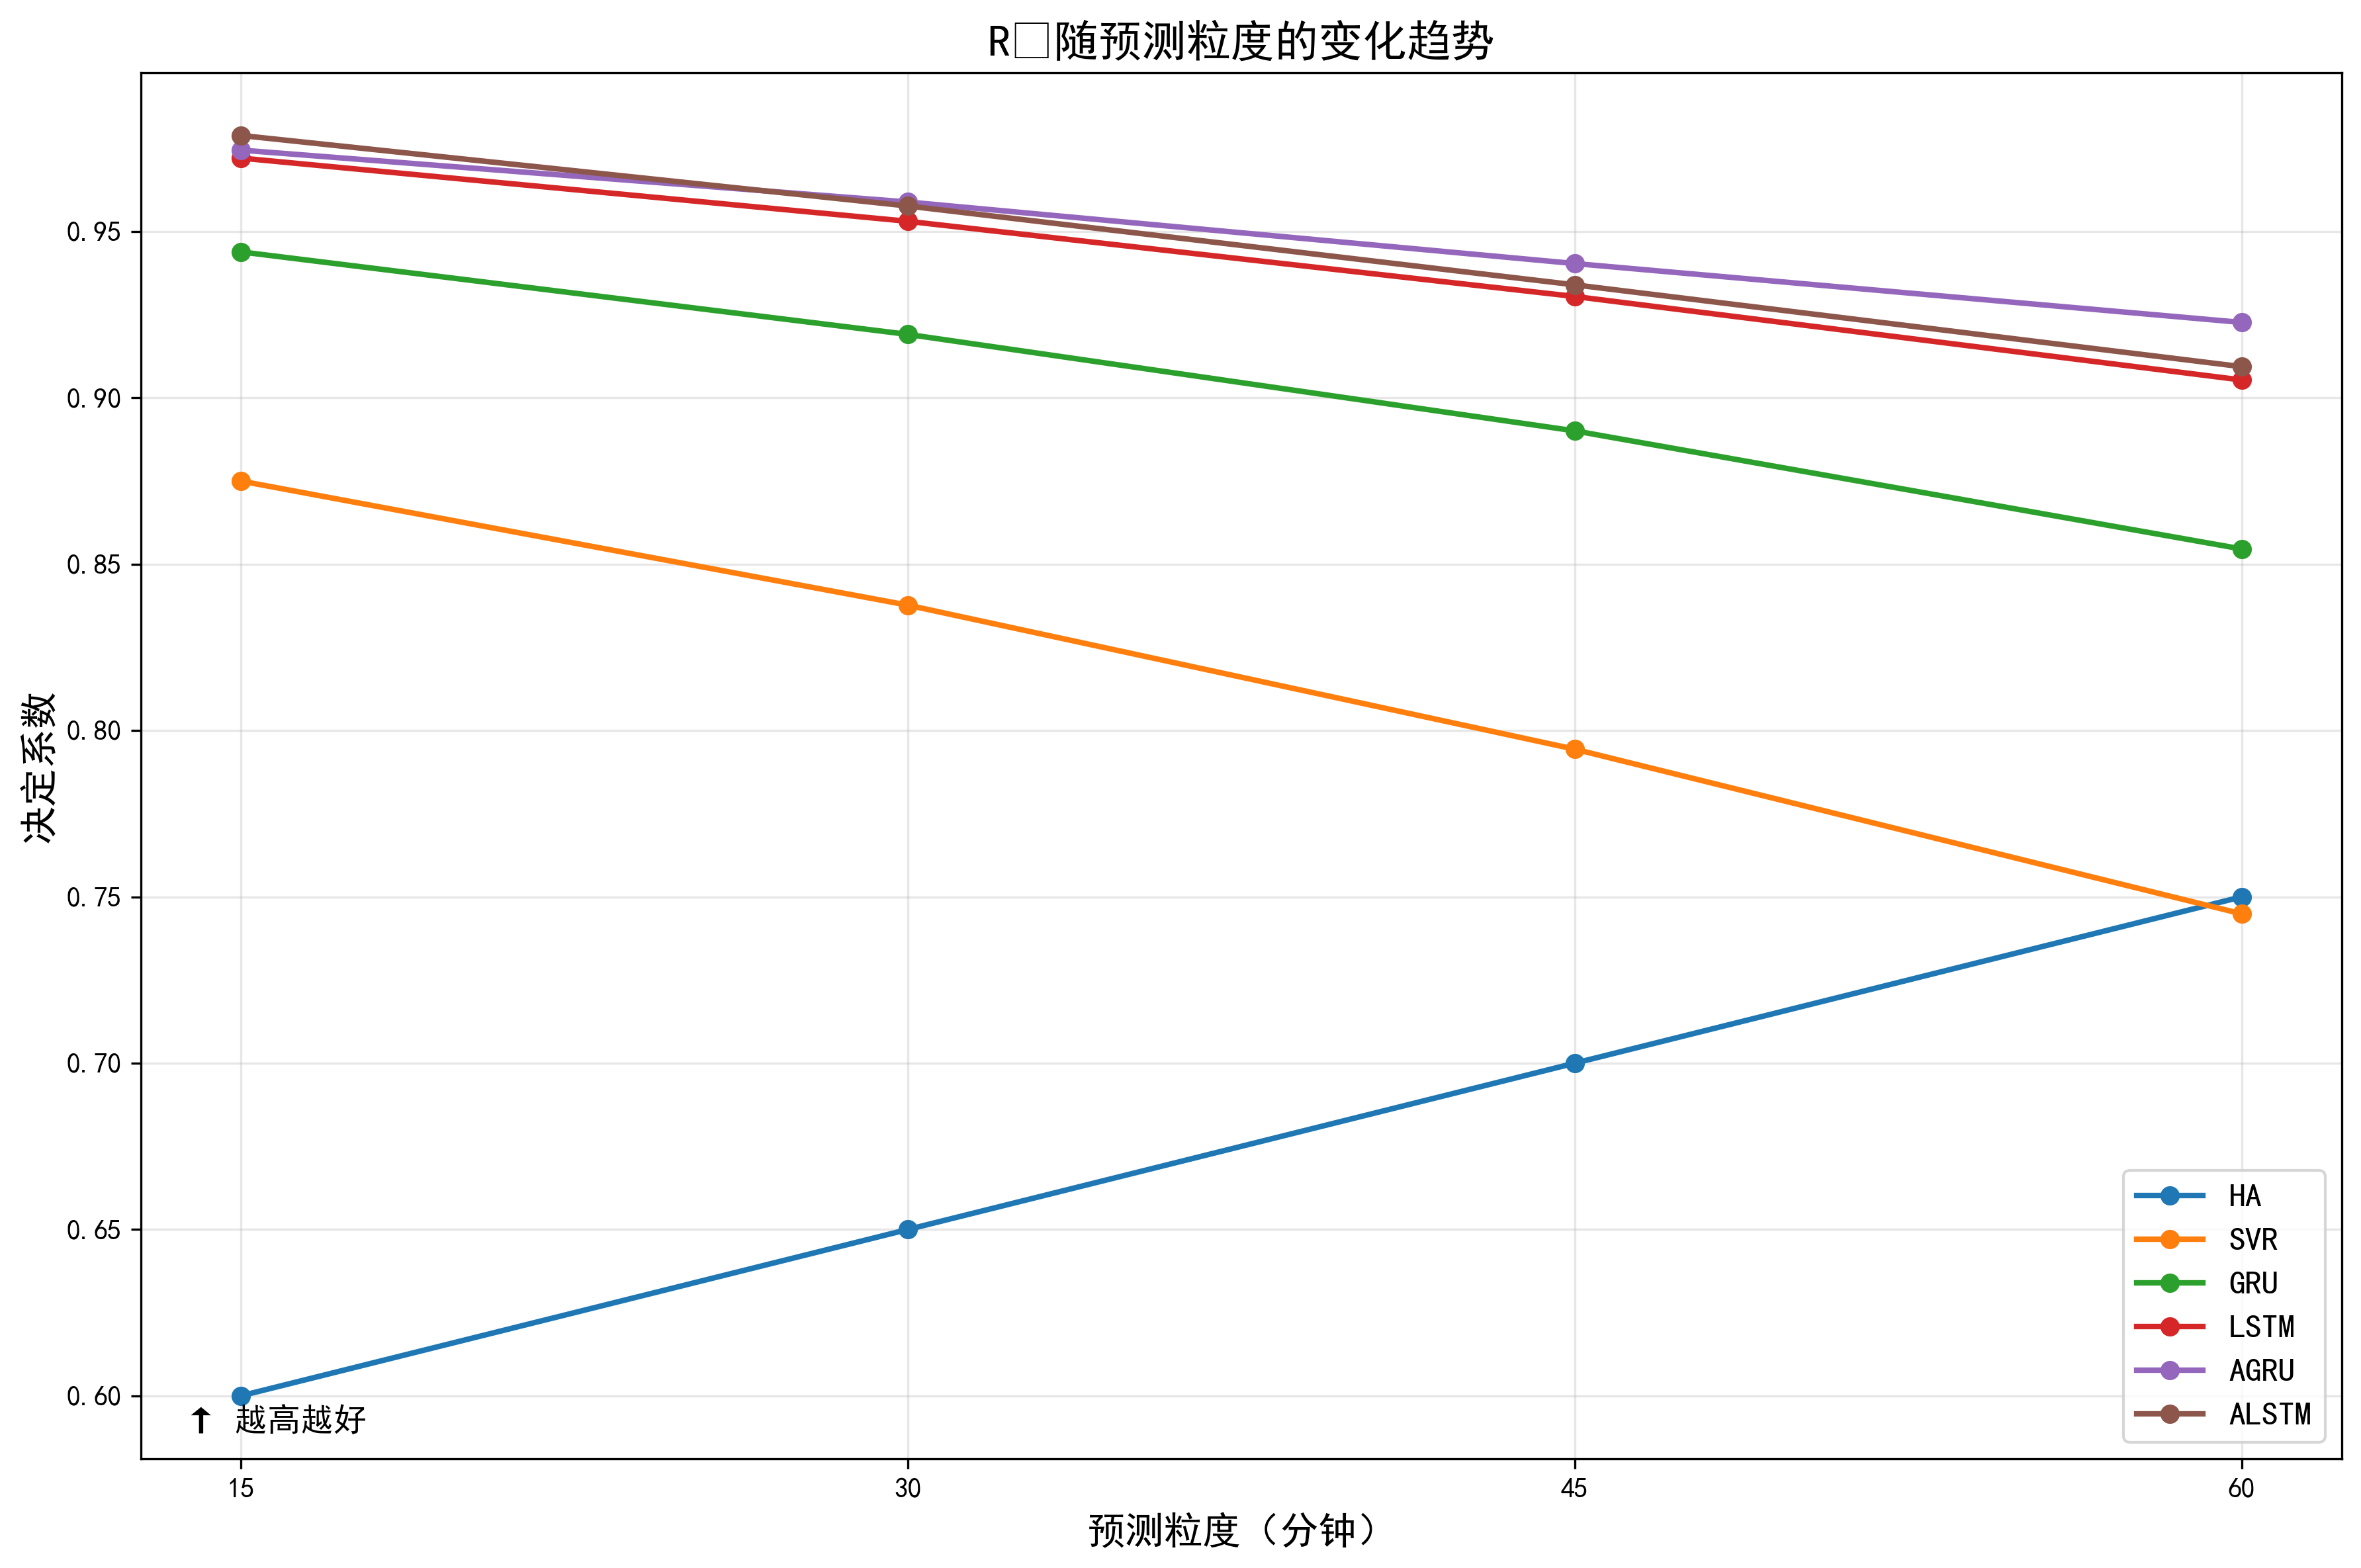 R□随预测粒度的变化趋势
决定系数
0.95
0.90
0.85
0.80
0.75
0.70
0.65
0.60
↑ 越高越好
HA
SVR
GRU
LSTM
AGRU
ALSTM
15 30 45 60
预测粒度（分钟）